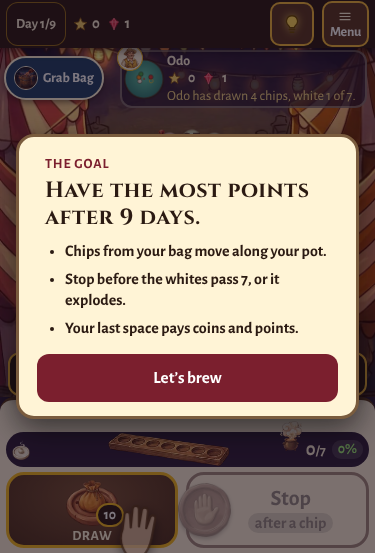 Day 1/9
0
1
Menu
Grab Bag
Odo
0
1
Odo has drawn 4 chips, white 1 of 7.
THE GOAL
HAVE THE MOST POINTS
AFTER 9 DAYS.
• Chips from your bag move along your pot.
• Stop before the whites pass 7, or it
explodes.
• Your last space pays coins and points.
Let's brew
0/7
0%
10
DRAW
Stop
after a chip